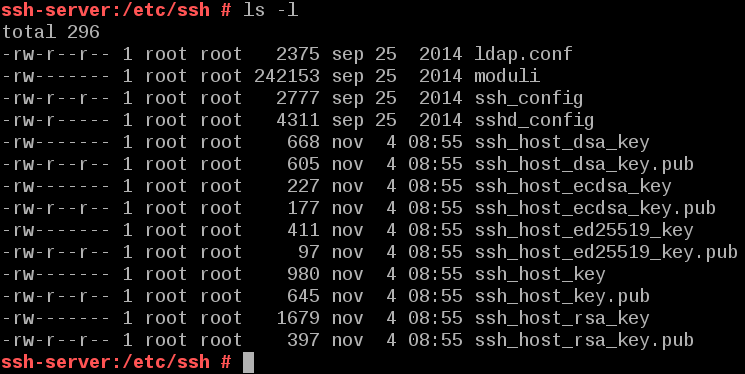 ssh-server:/etc/ssh # ls -l
total 296
-rw-r--r-- 1 root root   2375 sep 25  2014 ldap.conf
-rw------- 1 root root 242153 sep 25  2014 moduli
-rw-r--r-- 1 root root   2777 sep 25  2014 ssh_config
-rw-r----- 1 root root   4311 sep 25  2014 sshd_config
-rw------- 1 root root    668 nov  4 08:55 ssh_host_dsa_key
-rw-r--r-- 1 root root    605 nov  4 08:55 ssh_host_dsa_key.pub
-rw------- 1 root root    227 nov  4 08:55 ssh_host_ecdsa_key
-rw-r--r-- 1 root root    177 nov  4 08:55 ssh_host_ecdsa_key.pub
-rw------- 1 root root    411 nov  4 08:55 ssh_host_ed25519_key
-rw-r--r-- 1 root root     97 nov  4 08:55 ssh_host_ed25519_key.pub
-rw------- 1 root root    980 nov  4 08:55 ssh_host_key
-rw-r--r-- 1 root root    645 nov  4 08:55 ssh_host_key.pub
-rw------- 1 root root   1679 nov  4 08:55 ssh_host_rsa_key
-rw-r--r-- 1 root root    397 nov  4 08:55 ssh_host_rsa_key.pub
ssh-server:/etc/ssh #